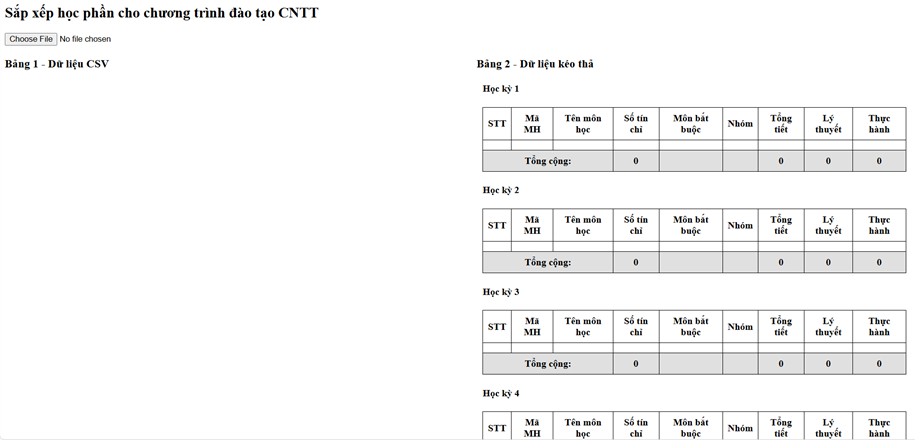 Sắp xếp học phần cho chương trình đào tạo CNTT
Choose File No file chosen
Bảng 1 - Dữ liệu CSV
Bảng 2 - Dữ liệu kéo thả
Học kỳ 1
STT Mã MH Tên môn học Số tín chỉ Môn bắt buộc Nhóm Tổng tiết Lý thuyết Thực hành
Tổng cộng: 0 0 0 0
Học kỳ 2
STT Mã MH Tên môn học Số tín chỉ Môn bắt buộc Nhóm Tổng tiết Lý thuyết Thực hành
Tổng cộng: 0 0 0 0
Học kỳ 3
STT Mã MH Tên môn học Số tín chỉ Môn bắt buộc Nhóm Tổng tiết Lý thuyết Thực hành
Tổng cộng: 0 0 0 0
Học kỳ 4
STT Mã MH Tên môn học Số tín chỉ Môn bắt buộc Nhóm Tổng tiết Lý thuyết Thực hành